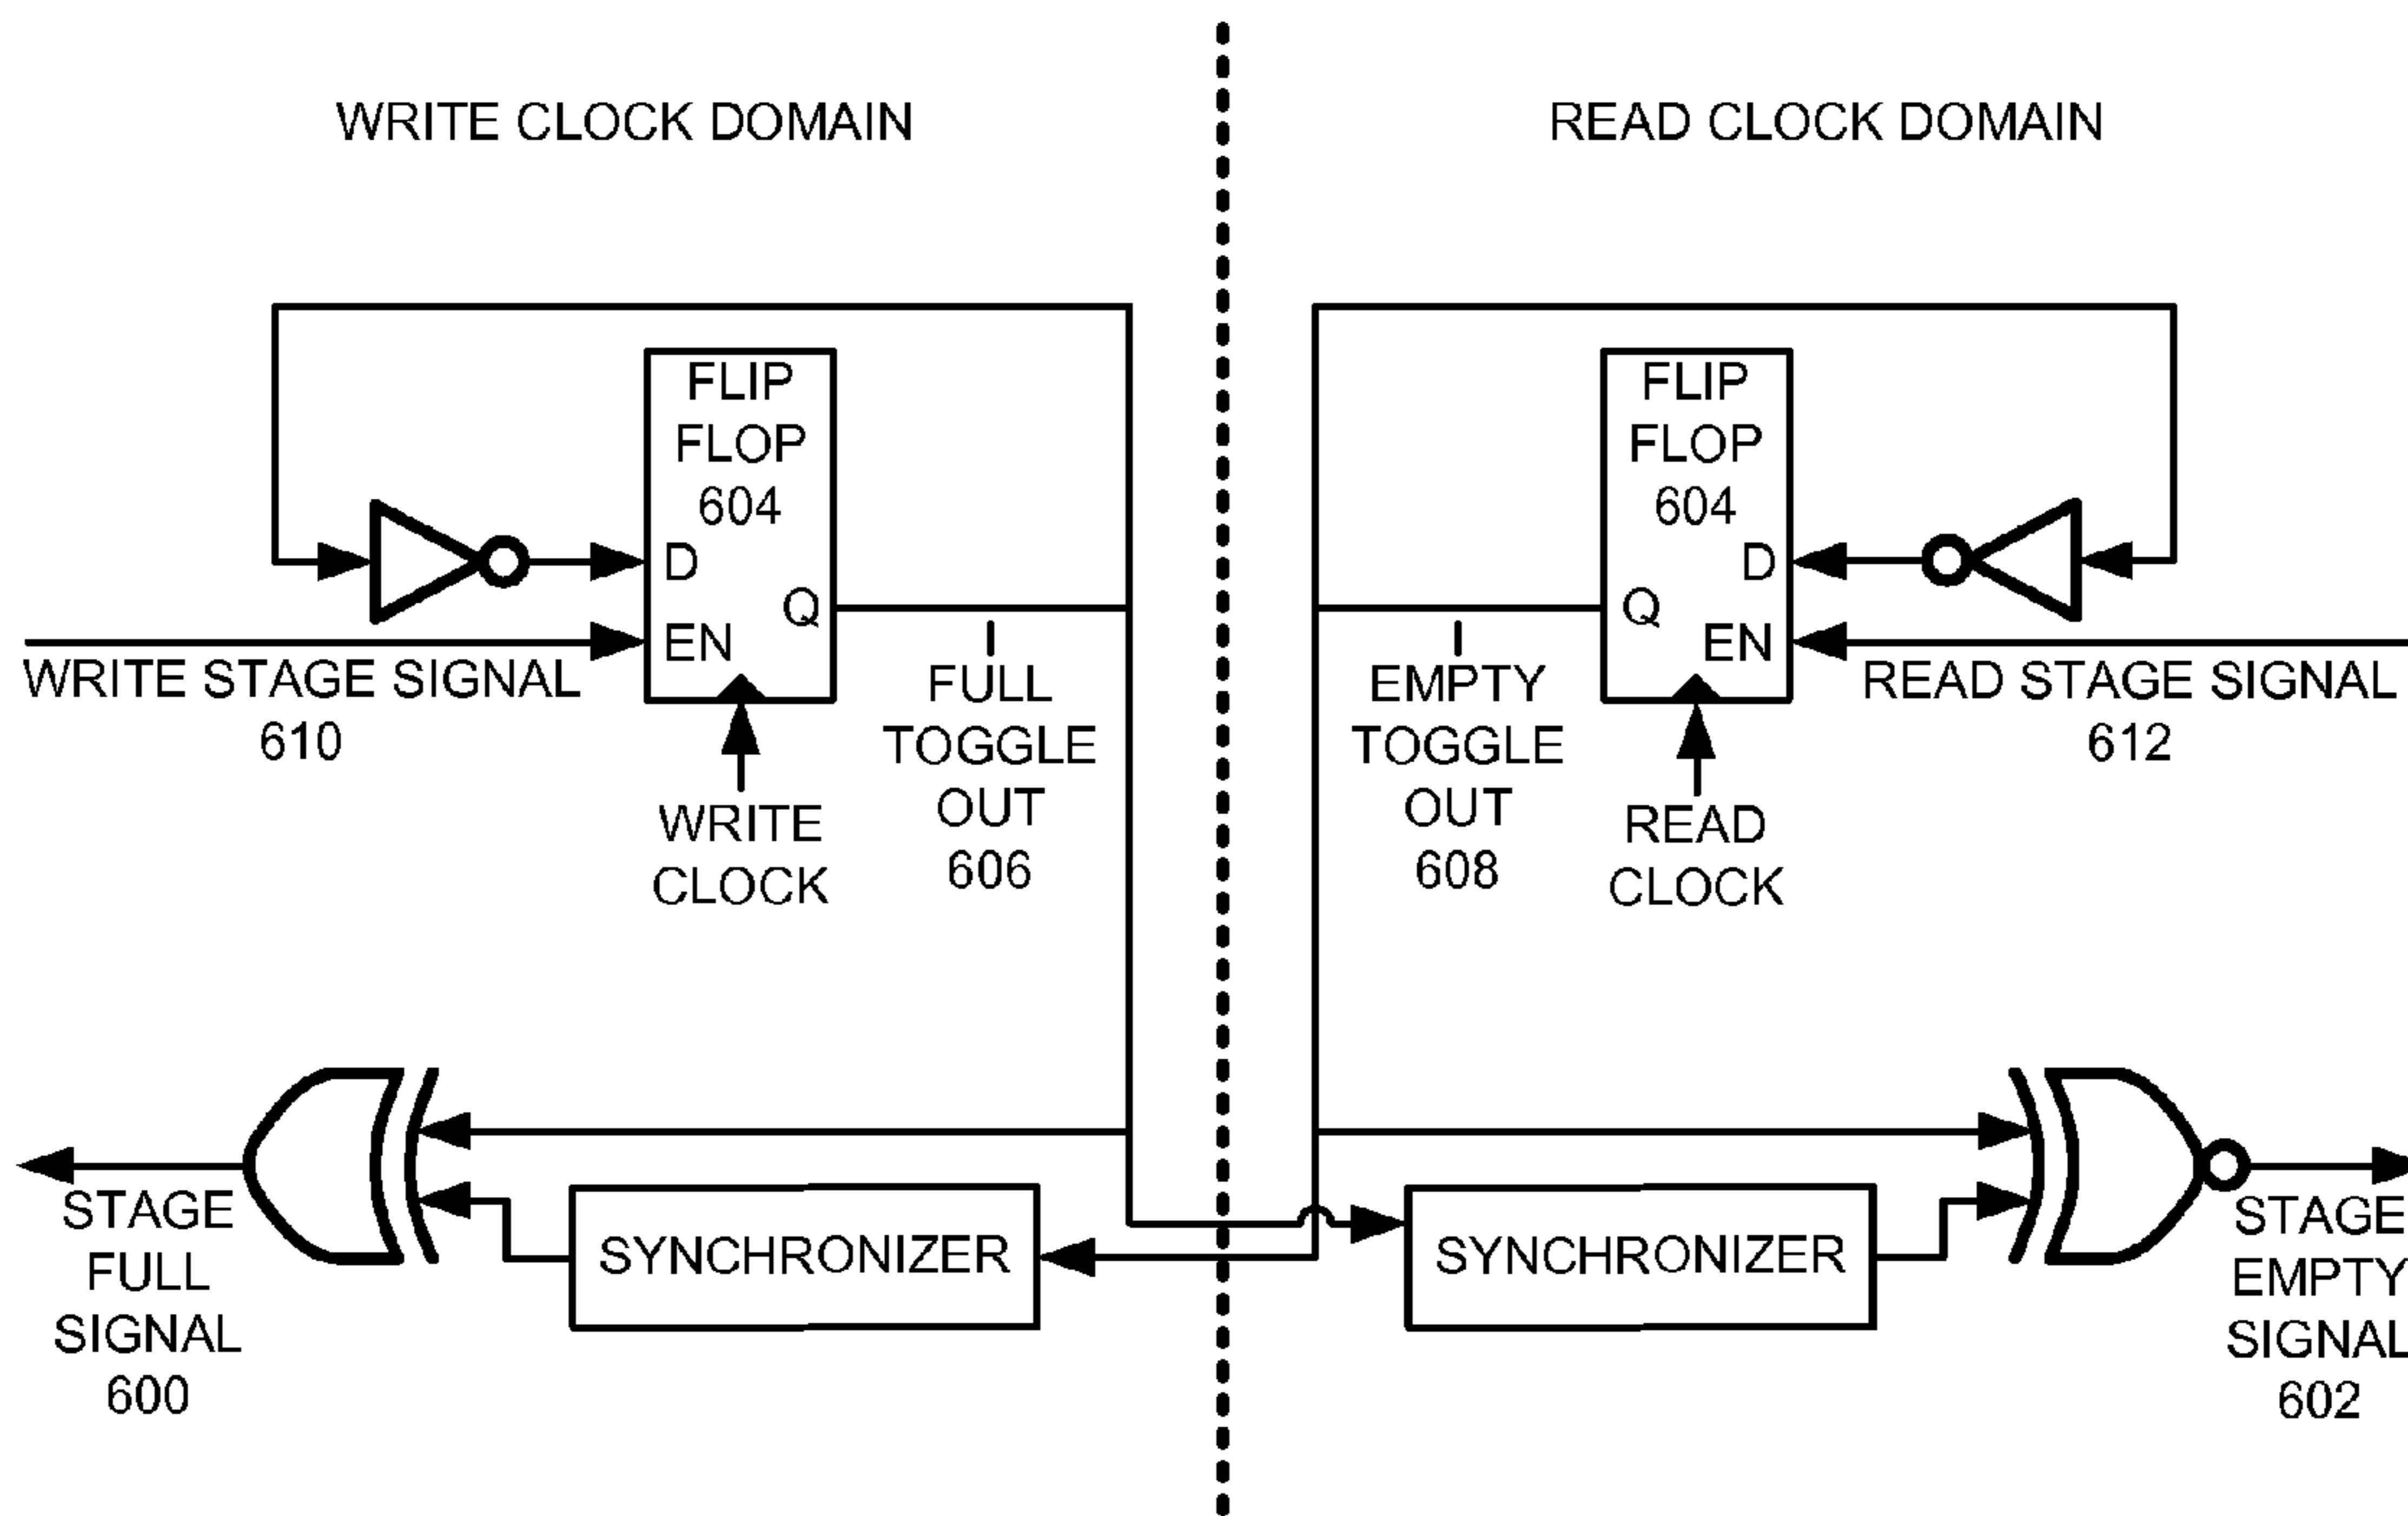 WRITE CLOCK DOMAIN
READ CLOCK DOMAIN
FLIP
FLOP
604
D
Q
EN
WRITE STAGE SIGNAL
610
WRITE
CLOCK
FULL
TOGGLE
OUT
606
FLIP
FLOP
604
D
Q
EN
EMPTY
TOGGLE
OUT
608
READ
CLOCK
READ STAGE SIGNAL
612
STAGE
FULL
SIGNAL
600
SYNCHRONIZER
SYNCHRONIZER
STAGE
EMPTY
SIGNAL
602